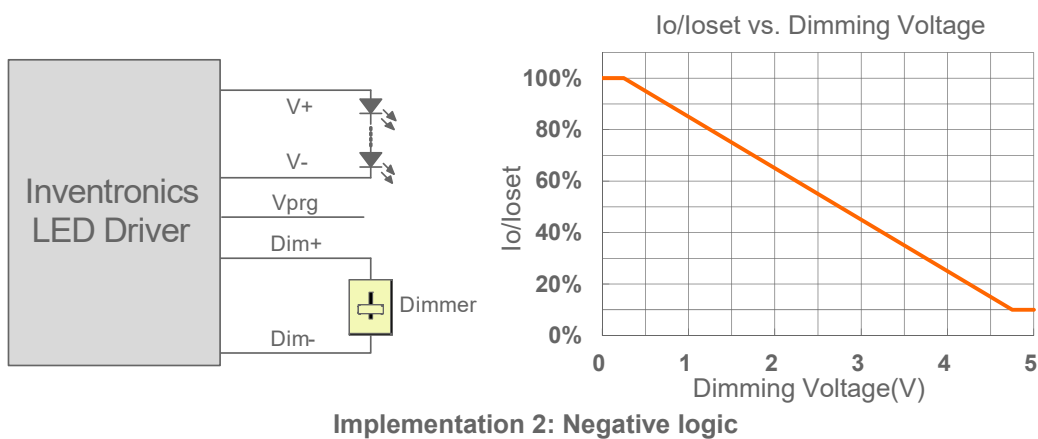 Inventronics
LED Driver
V+
V-
Vprg
Dim+
Dimmer
Dim-
Io/Ioset vs. Dimming Voltage
Io/Ioset
100%
80%
60%
40%
20%
0%
0 1 2 3 4 5
Dimming Voltage(V)
Implementation 2: Negative logic